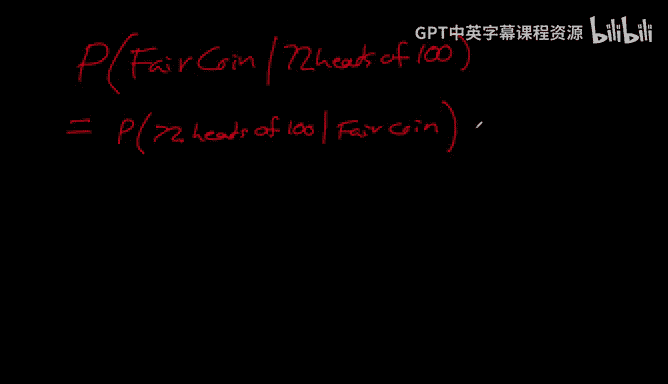 GPT中英字幕课程资源 bilibili
P(Fair Coin | 72 heads of 100)
= P(72 heads of 100 | Fair coin)